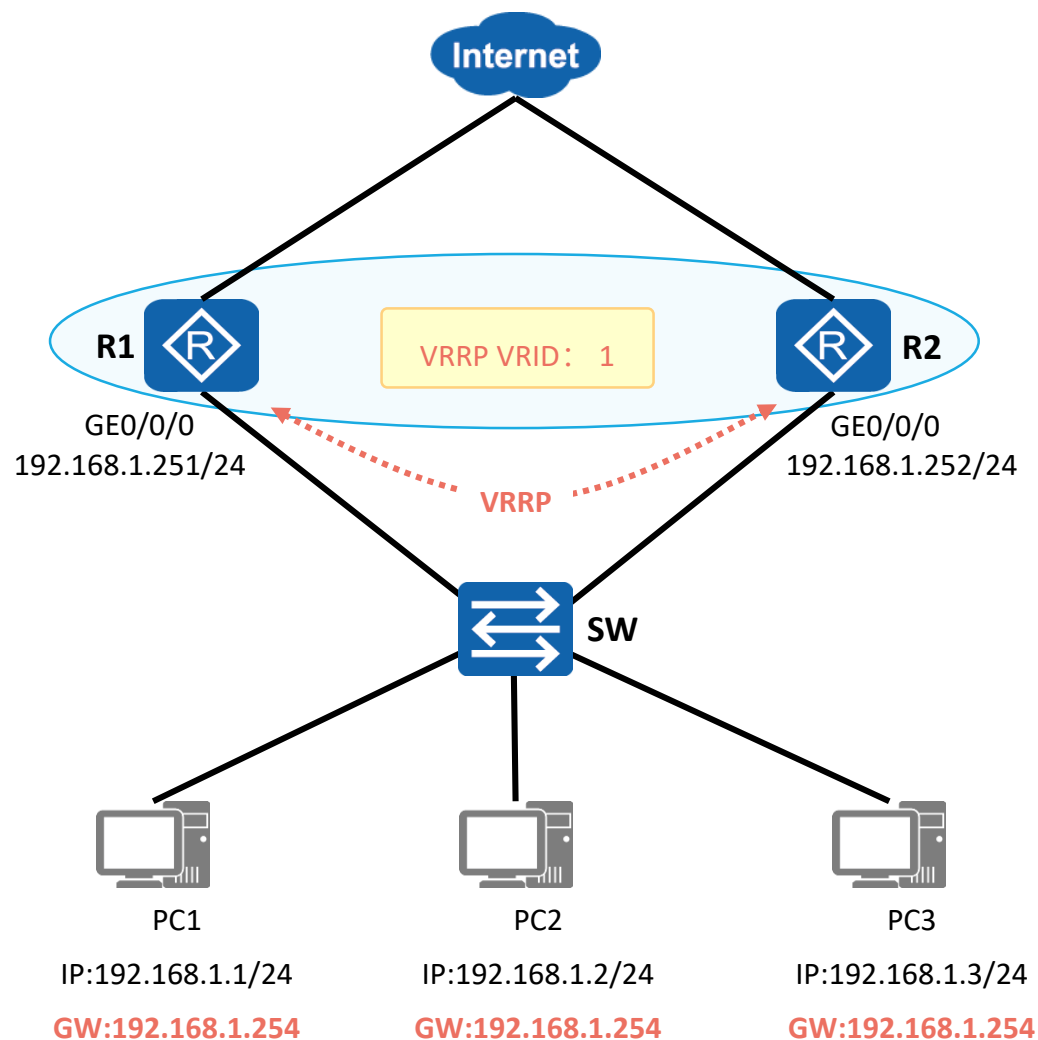 Internet
R1
VRRP VRID： 1
R2
GE0/0/0
192.168.1.251/24
GE0/0/0
192.168.1.252/24
VRRP
SW
PC1
PC2
PC3
IP:192.168.1.1/24
IP:192.168.1.2/24
IP:192.168.1.3/24
GW:192.168.1.254
GW:192.168.1.254
GW:192.168.1.254